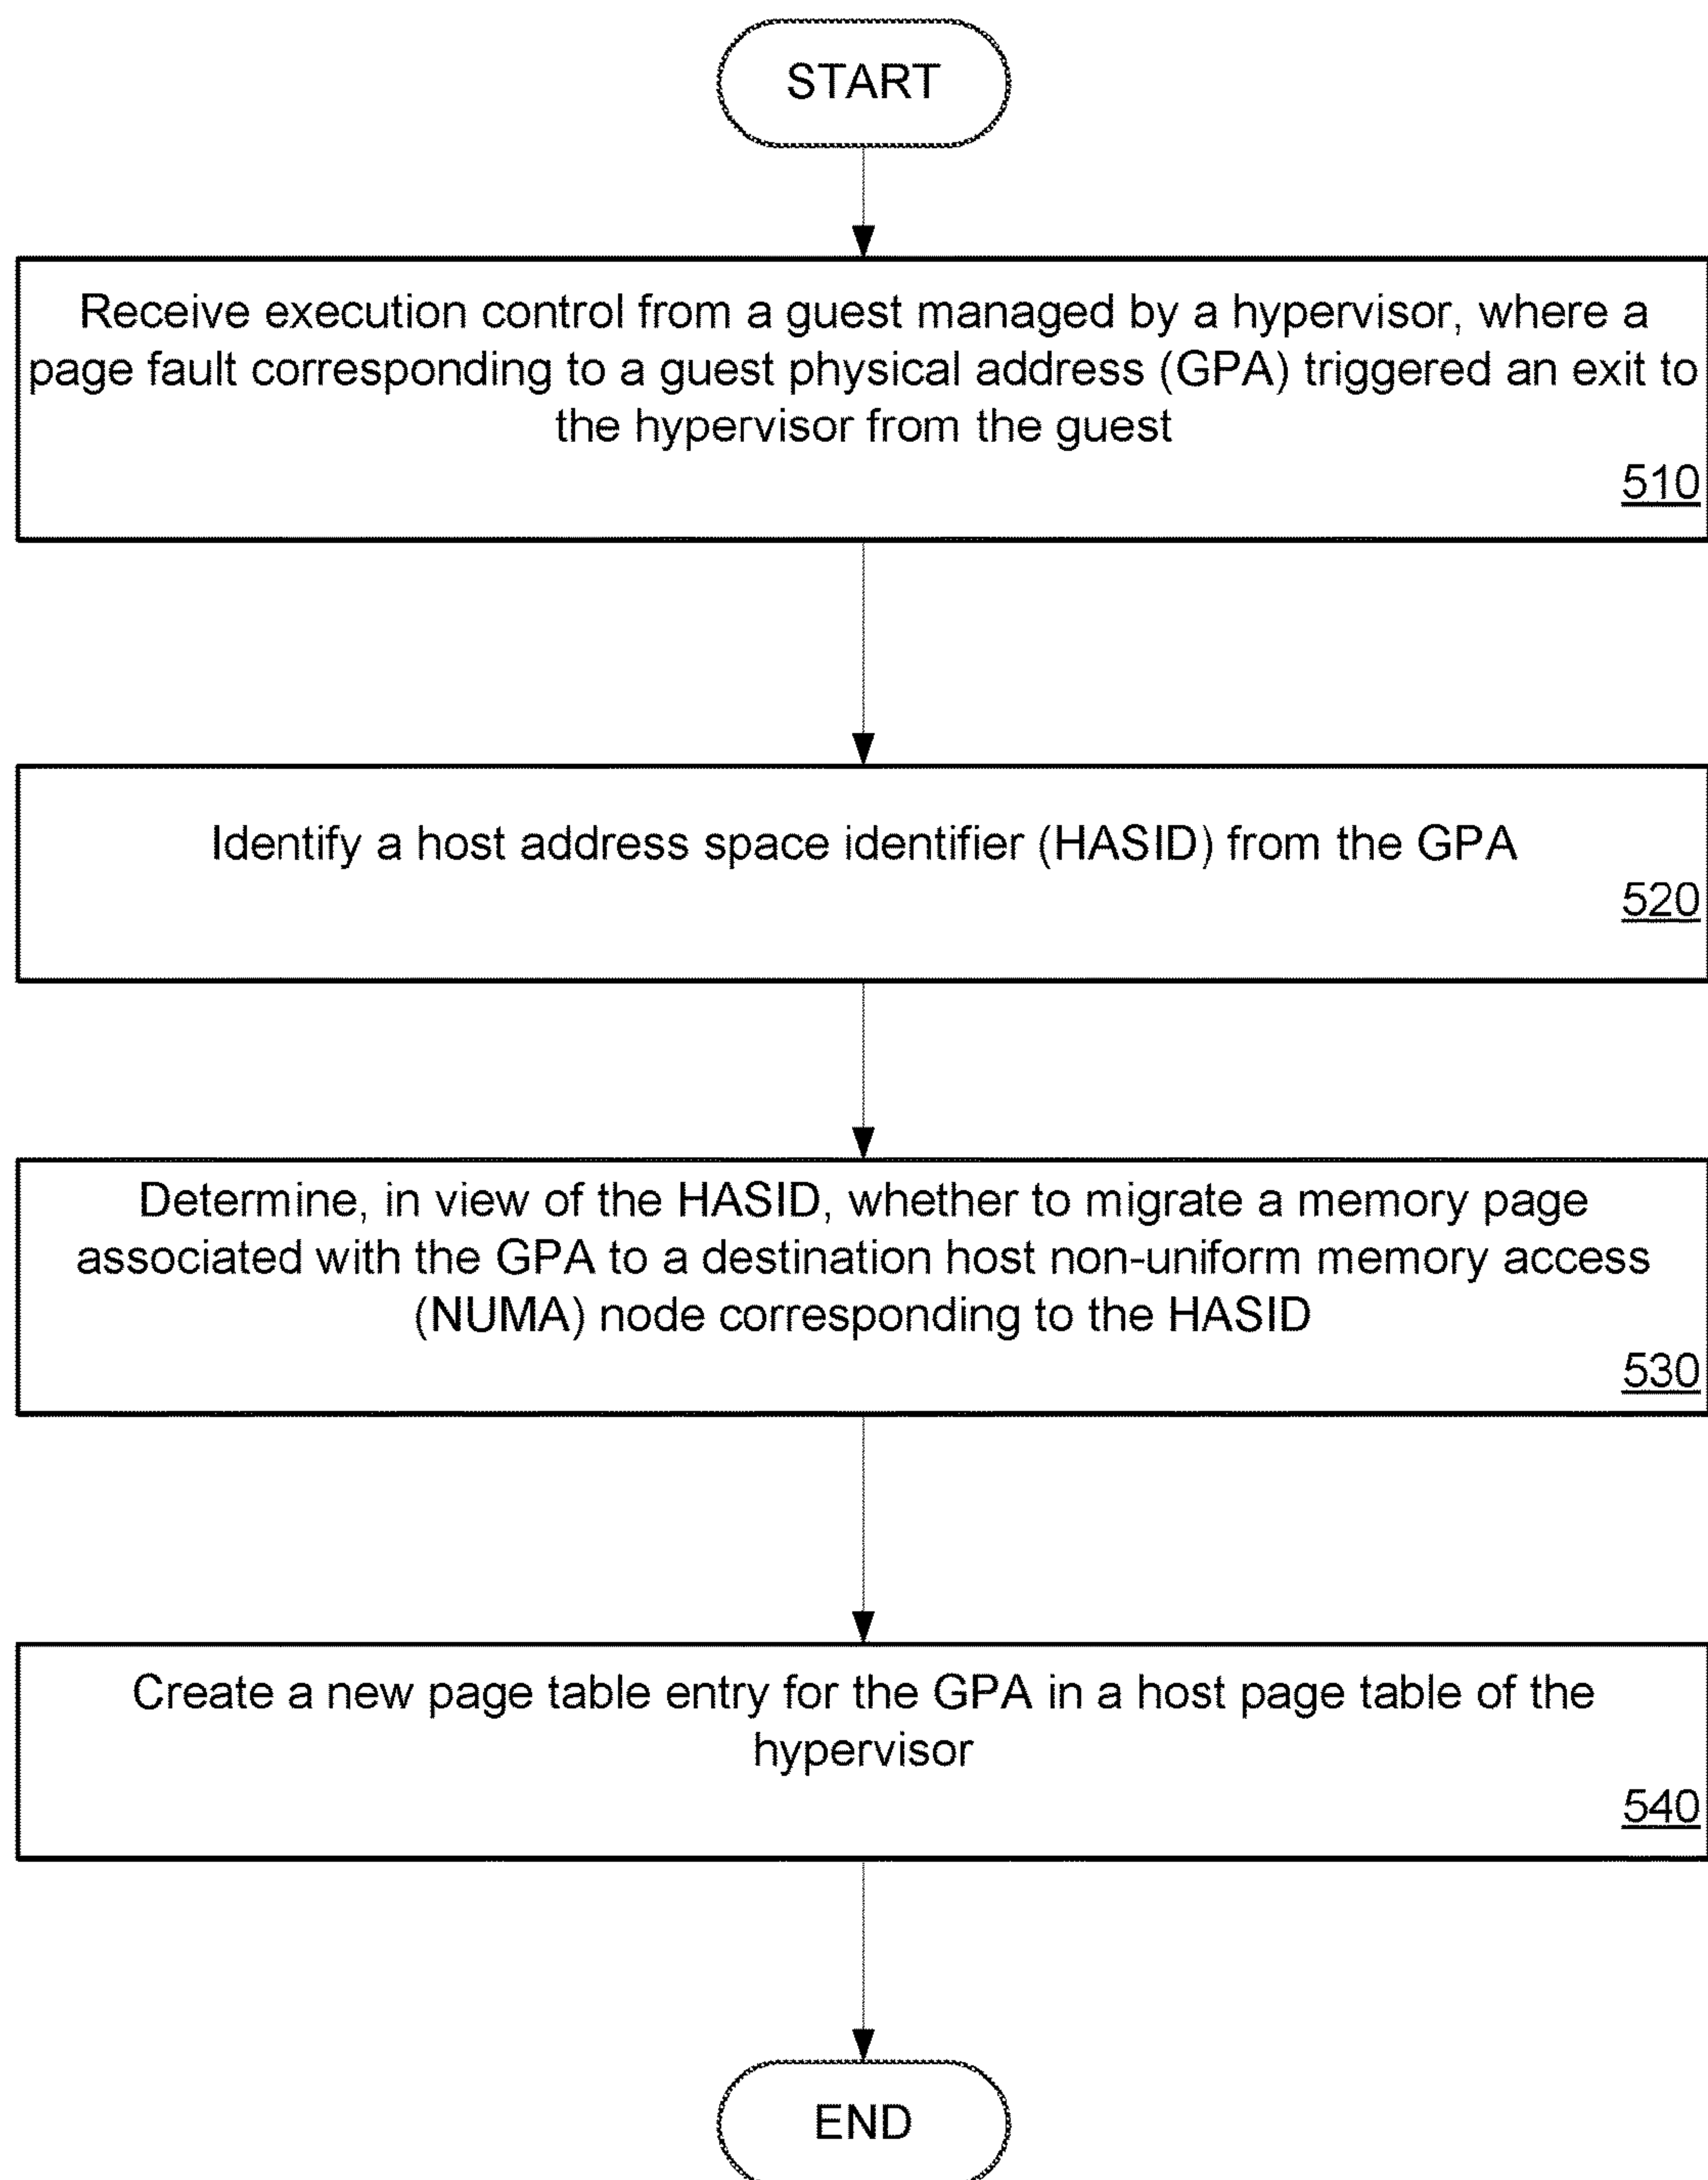 START
Receive execution control from a guest managed by a hypervisor, where a
page fault corresponding to a guest physical address (GPA) triggered an exit to
the hypervisor from the guest
510
Identify a host address space identifier (HASID) from the GPA
520
Determine, in view of the HASID, whether to migrate a memory page
associated with the GPA to a destination host non-uniform memory access
(NUMA) node corresponding to the HASID
530
Create a new page table entry for the GPA in a host page table of the
hypervisor
540
END